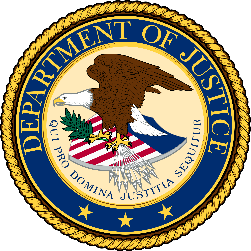 DEPARTMENT OF JUSTICE
QUI PRO DOMINA JUSTITIA SEQUITUR